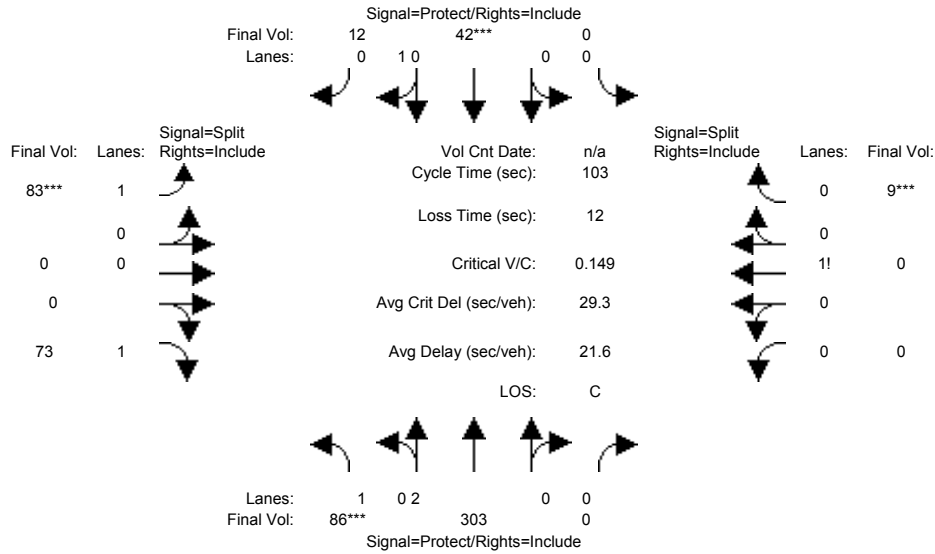 Signal=Protect/Rights=Include
Final Vol: 12 42*** 0
Lanes: 0 1 0 0 0
Signal=Split Signal=Split
Final Vol: Lanes: Rights=Include Vol Cnt Date: n/a Rights=Include Lanes: Final Vol:
Cycle Time (sec): 103
83*** 1 0 9***
Loss Time (sec): 12
0 0
0 0 Critical V/C: 0.149 1! 0
0 Avg Crit Del (sec/veh): 29.3 0
73 1 Avg Delay (sec/veh): 21.6 0 0
LOS: C
Lanes: 1 0 2 0 0
Final Vol: 86*** 303 0
Signal=Protect/Rights=Include